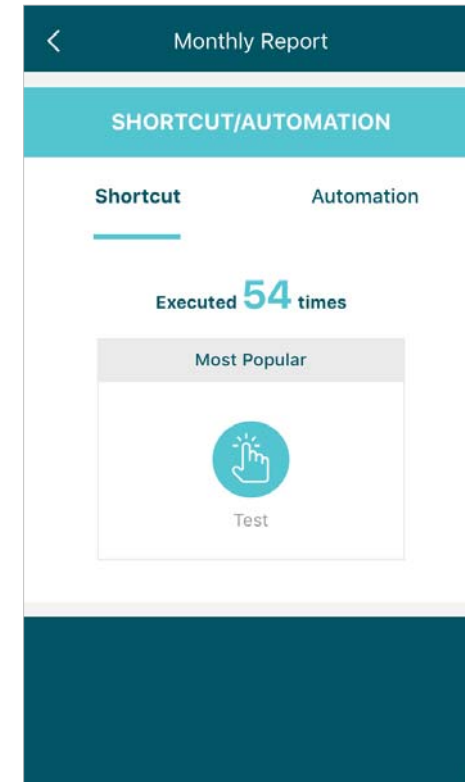 Monthly Report
SHORTCUT/AUTOMATION
Shortcut Automation
Executed 54 times
Most Popular
Test